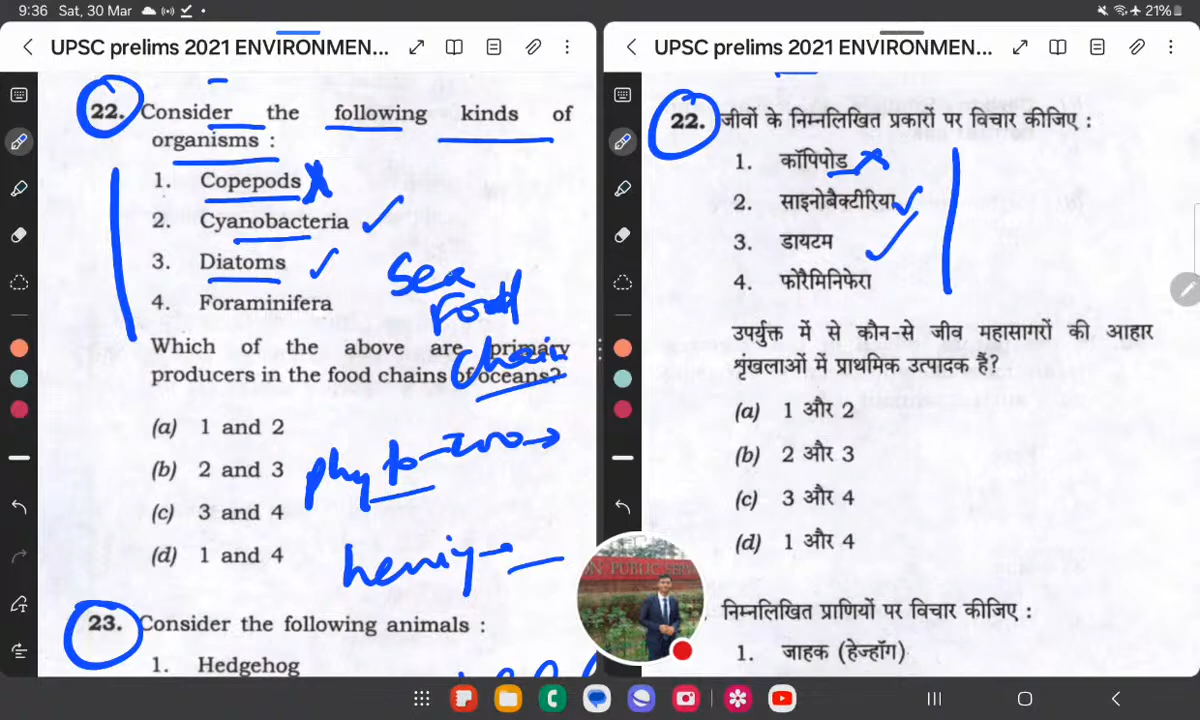 9:36 Sat, 30 Mar
21%
UPSC prelims 2021 ENVIRONMEN...
22. Consider the following kinds of
organisms :
1. Copepods
2. Cyanobacteria
3. Diatoms
4. Foraminifera
Sea
Food
Chain
Which of the above are primary
producers in the food chains of oceans?
(a) 1 and 2
(b) 2 and 3
(c) 3 and 4
(d) 1 and 4
phyto-zoo→
23. Consider the following animals :
1. Hedgehog
UPSC prelims 2021 ENVIRONMEN...
22. जीवों के निम्नलिखित प्रकारों पर विचार कीजिए :
1. कॉपिपोड
2. साइनोबैक्टीरिया
3. डायटम
4. फोरैमिनिफेरा
उपर्युक्त में से कौन-से जीव महासागरों की आहार
शृंखलाओं में प्राथमिक उत्पादक हैं?
(a) 1 और 2
(b) 2 और 3
(c) 3 और 4
(d) 1 और 4
ON PUBLIC SER
निम्नलिखित प्राणियों पर विचार कीजिए :
1. जाहक (हेज्हॉग)